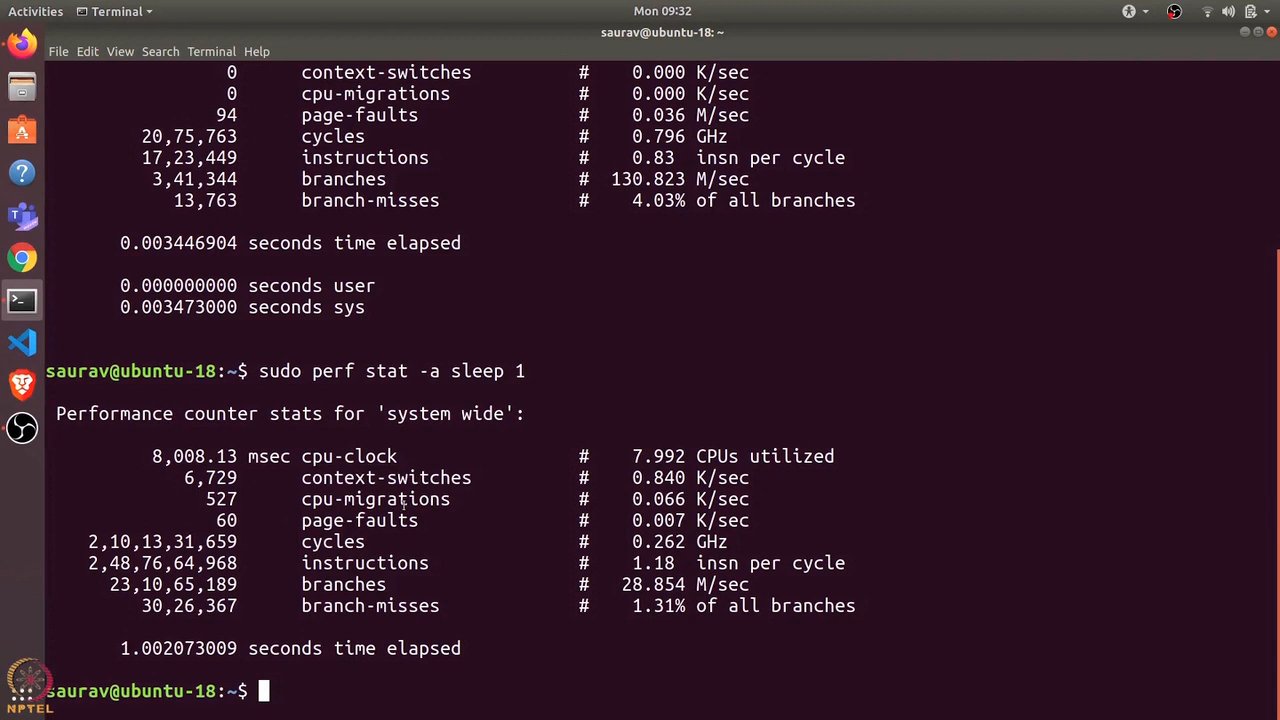 Activities Terminal Mon 09:32
saurav@ubuntu-18: ~
File Edit View Search Terminal Help
0 context-switches # 0.000 K/sec
0 cpu-migrations # 0.000 K/sec
94 page-faults # 0.036 M/sec
20,75,763 cycles # 0.796 GHz
17,23,449 instructions # 0.83 insn per cycle
3,41,344 branches # 130.823 M/sec
13,763 branch-misses # 4.03% of all branches
0.003446904 seconds time elapsed
0.000000000 seconds user
0.003473000 seconds sys
saurav@ubuntu-18:~$ sudo perf stat -a sleep 1
Performance counter stats for 'system wide':
8,008.13 msec cpu-clock # 7.992 CPUs utilized
6,729 context-switches # 0.840 K/sec
527 cpu-migrations # 0.066 K/sec
60 page-faults # 0.007 K/sec
2,10,13,31,659 cycles # 0.262 GHz
2,48,76,64,968 instructions # 1.18 insn per cycle
23,10,65,189 branches # 28.854 M/sec
30,26,367 branch-misses # 1.31% of all branches
1.002073009 seconds time elapsed
saurav@ubuntu-18:~$
NPTEL